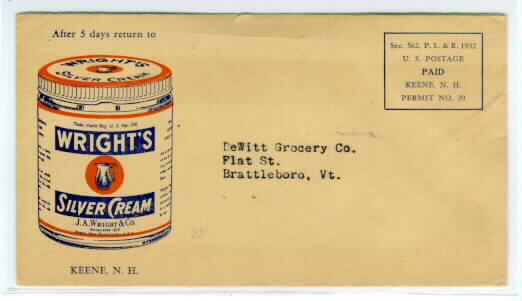 After 5 days return to
WRIGHT'S
SILVER CREAM
WRIGHT'S
SILVER CREAM
J.A. WRIGHT & Co.
KEENE, N. H.
Sec. 562, P. L. & R. 1932
U. S. POSTAGE
PAID
KEENE, N. H.
PERMIT NO. 20
DeWitt Grocery Co.
Flat St.
Brattleboro, Vt.